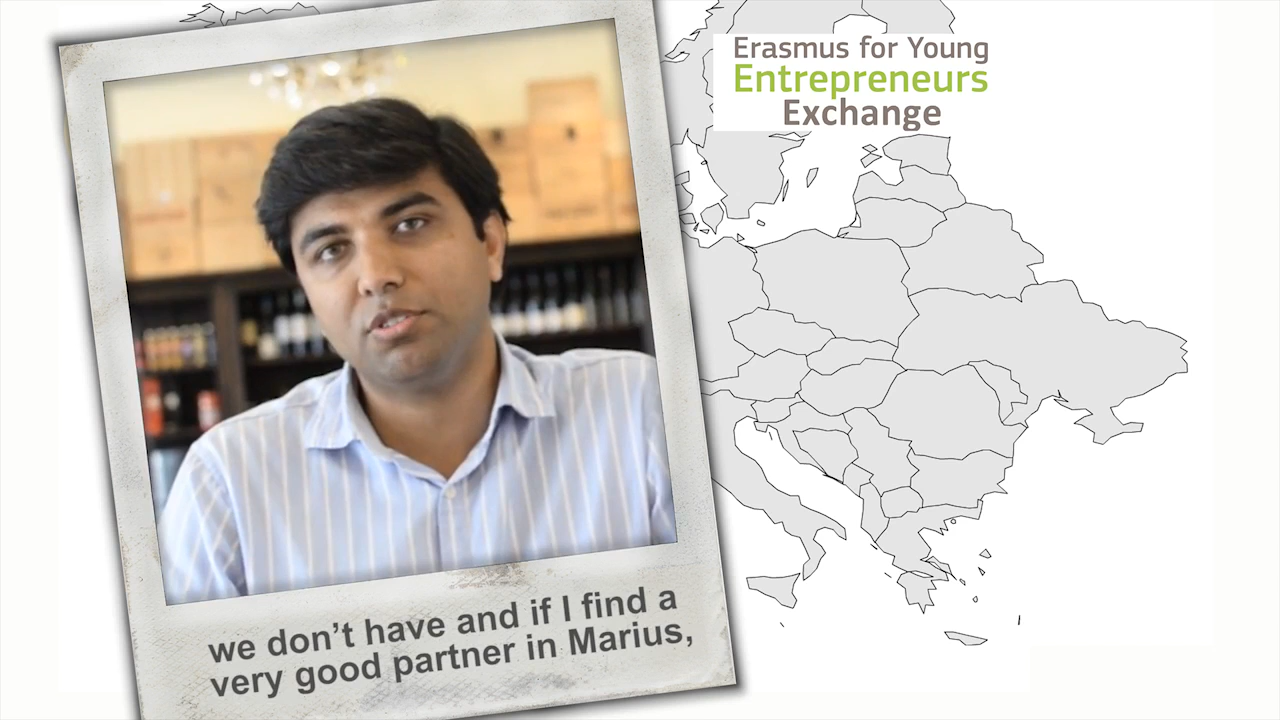 Erasmus for Young
Entrepreneurs
Exchange
we don't have and if I find a
very good partner in Marius,